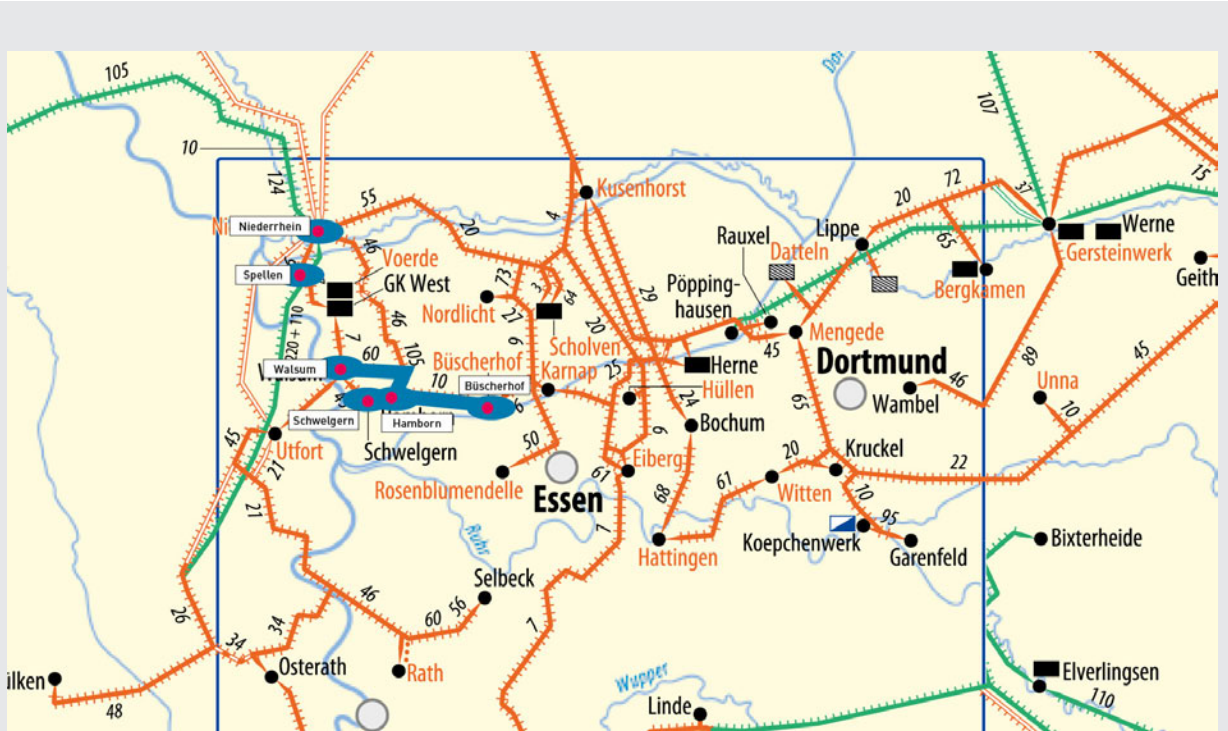 105
107
10
124
15
55
72
37
20
4
Kusenhorst
Niederrhein
20
Lippe
Werne
65
Gersteinwerk
46
Voerde
Rauxel
Datteln
GK West
Spellen
73
3
64
29
Pöpping-
hausen
Bergkamen
Geith
Nordlicht
27
220 + 110
46
20
Mengede
7
60
105
9
Scholven
45
Büscherhof
Karnap
25
Herne
Dortmund
89
45
Walsum
Hüllen
46
Unna
10
Büscherhof
24
Wambel
10
Schwelgern
Hamborn
6
Bochum
65
45
Utfort
Schwelgern
50
9
Kruckel
21
Eiberg
20
22
Rosenblumendelle
Essen
61
68
61
Witten
10
21
7
95
Koepchenwerk
Bixterheide
Ruhr
Hattingen
Garenfeld
Selbeck
26
46
60
56
34
34
7
Osterath
Rath
Wupper
Elverlingsen
ülken
110
48
Linde